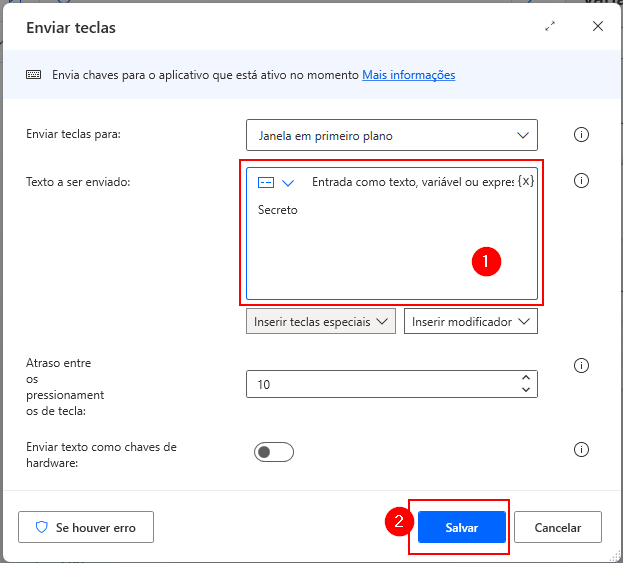 Enviar teclas
Envia chaves para o aplicativo que está ativo no momento Mais informações
Enviar teclas para:
Janela em primeiro plano
Texto a ser enviado:
Entrada como texto, variável ou expres {x}
Secreto
1
Inserir teclas especiais
Inserir modificador
Atraso entre
os
pressionament
os de tecla:
10
Enviar texto como chaves de
hardware:
Se houver erro
2
Salvar
Cancelar